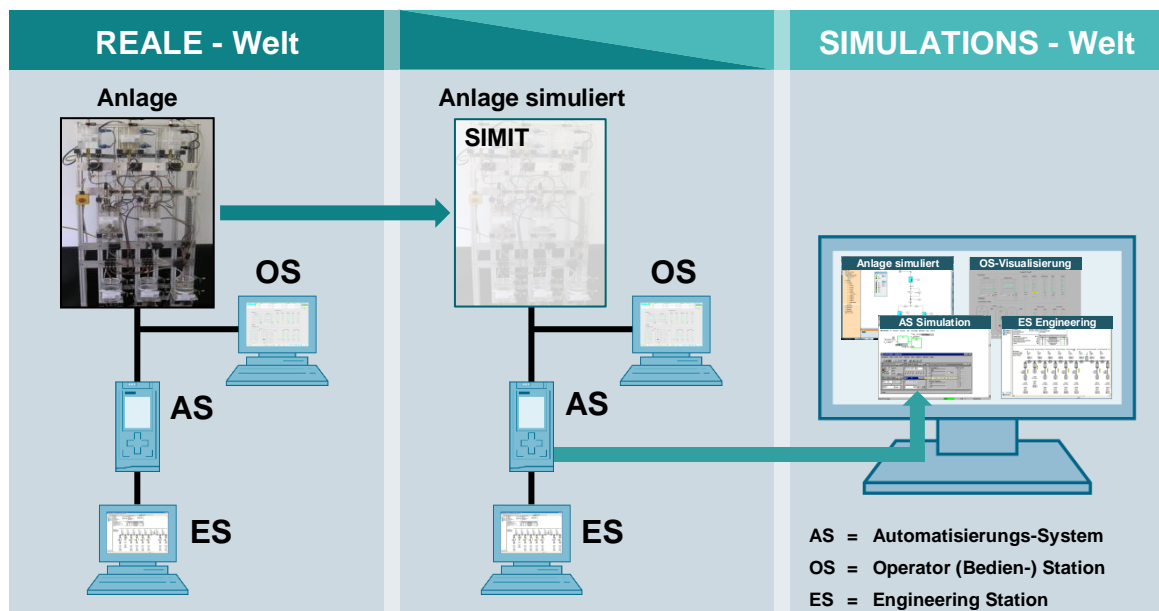 REALE - Welt
SIMULATIONS - Welt
Anlage
Anlage simuliert
SIMIT
OS
OS
AS
AS
ES
ES
Anlage simuliert
OS-Visualisierung
AS Simulation
ES Engineering
AS = Automatisierungs-System
OS = Operator (Bedien-) Station
ES = Engineering Station